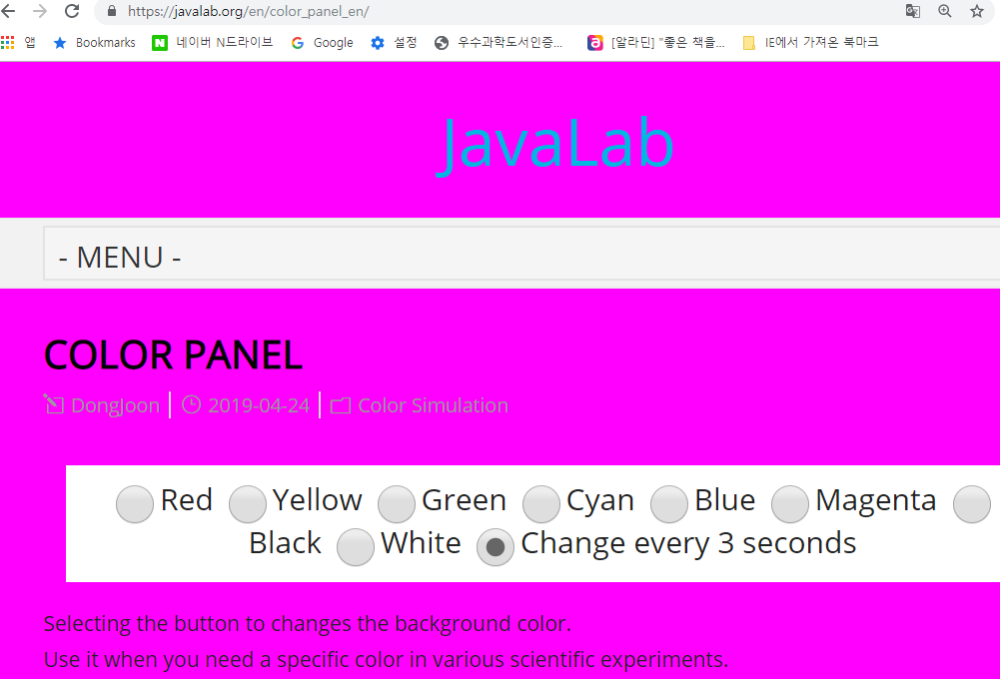 https://javalab.org/en/color_panel_en/
앱 Bookmarks 네이버 N드라이브 Google 설정 우수과학도서인증... [알라딘] "좋은 책을... IE에서 가져온 북마크
JavaLab
- MENU -
COLOR PANEL
DongJoon 2019-04-24 Color Simulation
Red Yellow Green Cyan Blue Magenta
Black White Change every 3 seconds
Selecting the button to changes the background color.
Use it when you need a specific color in various scientific experiments.